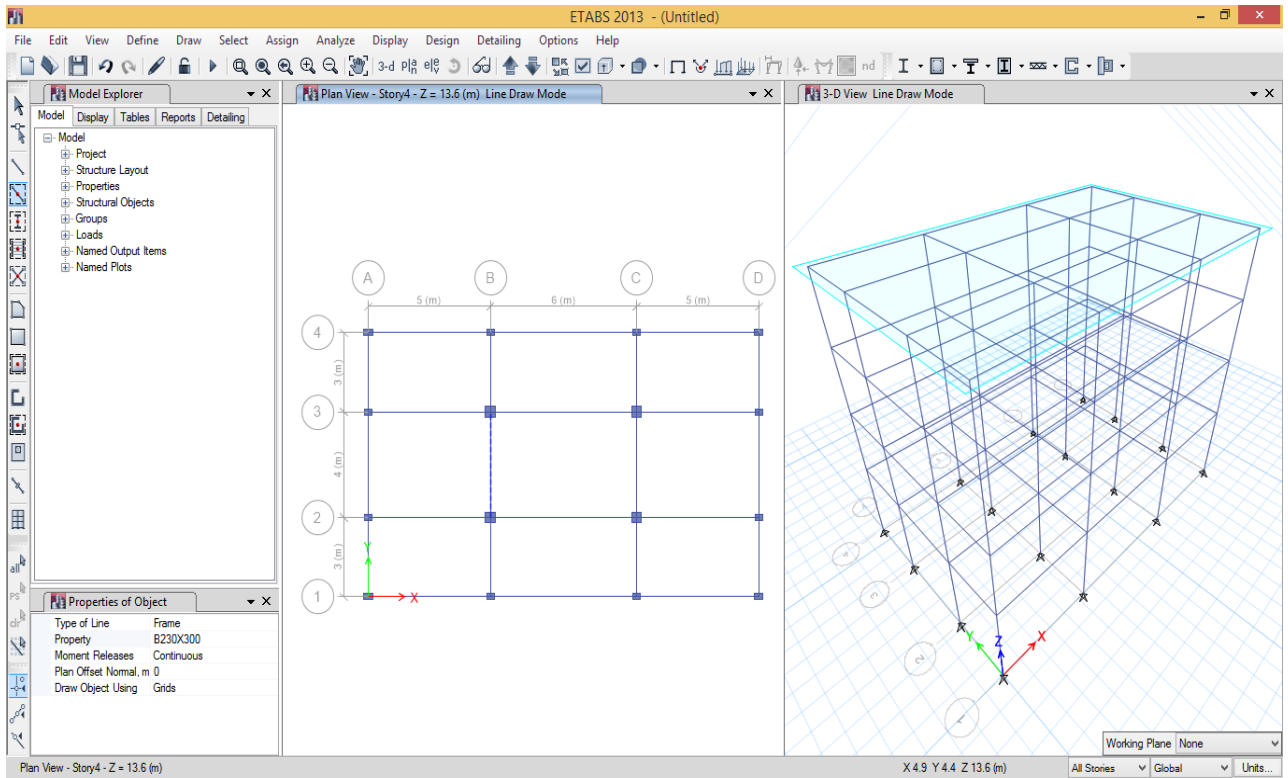 ETABS 2013 - (Untitled)
File Edit View Define Draw Select Assign Analyze Display Design Detailing Options Help
3-d nd
Model Explorer
Model Display Tables Reports Detailing
Model
Project
Structure Layout
Properties
Structural Objects
Groups
Loads
Named Output Items
Named Plots
all
ps
clr
Properties of Object
Type of Line Frame
Property B230X300
Moment Releases Continuous
Plan Offset Normal, m 0
Draw Object Using Grids
Plan View - Story4 - Z = 13.6 (m) Line Draw Mode
A B C D
5 (m) 6 (m) 5 (m)
4
3 (m)
3
4 (m)
2
3 (m)
1
Y
X
3-D View Line Draw Mode
Y
Z
X
2
1
Working Plane None
Plan View - Story4 - Z = 13.6 (m)
X 4.9 Y 4.4 Z 13.6 (m)
All Stories Global Units...